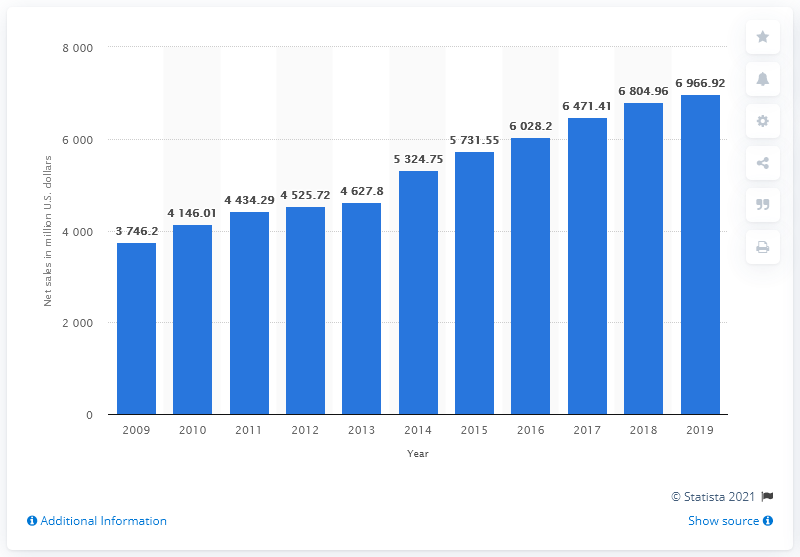 8 000
6 000
4 000
2 000
0
Net sales in million U.S. dollars
3 746.2
4 146.01
4 434.29
4 525.72
4 627.8
5 324.75
5 731.55
6 028.2
6 471.41
6 804.96
6 966.92
2009 2010 2011 2012 2013 2014 2015 2016 2017 2018 2019
Year
© Statista 2021
Additional Information
Show source